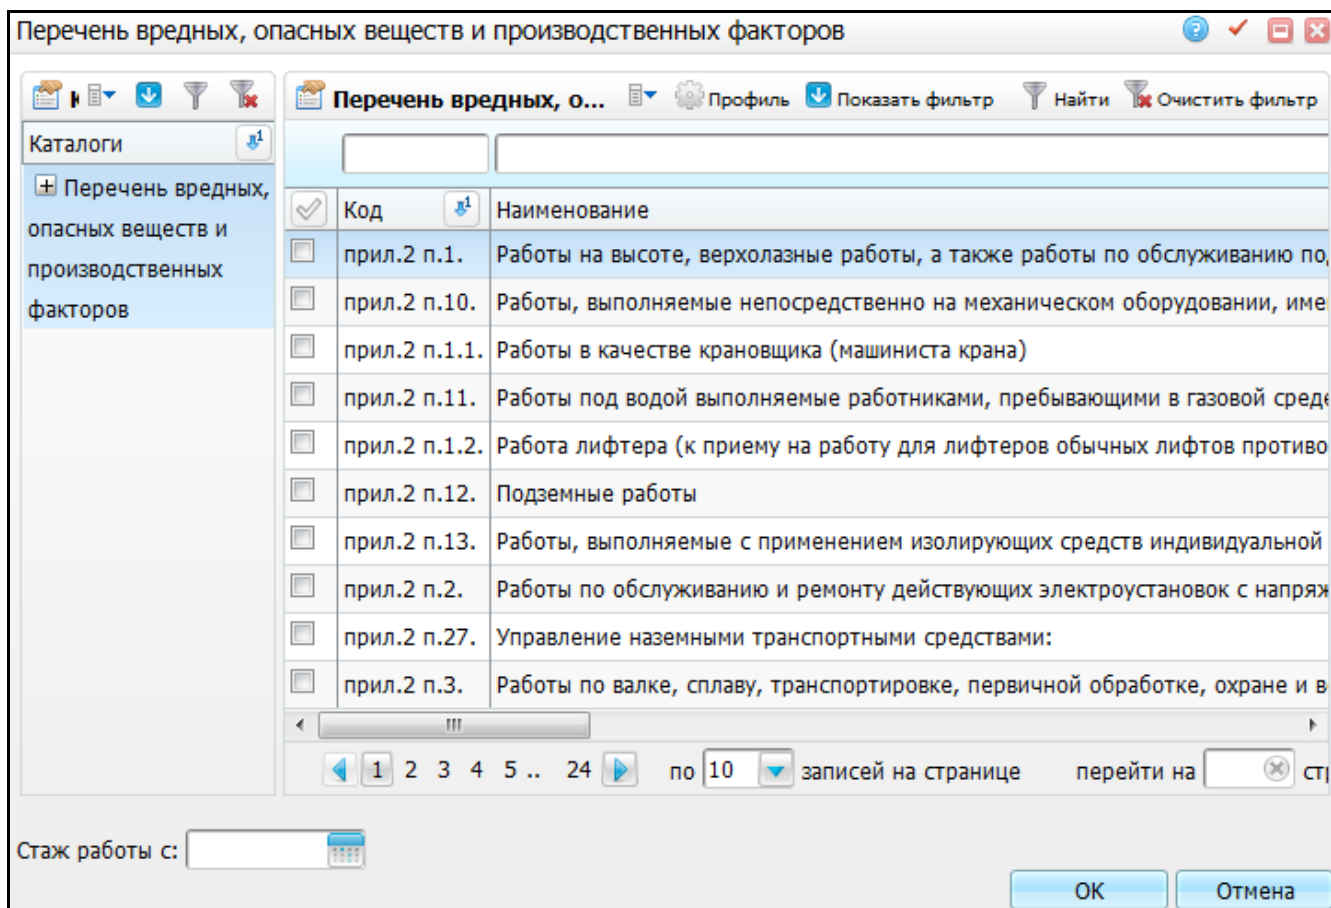 Перечень вредных, опасных веществ и производственных факторов
Перечень вредных, о... Профиль Показать фильтр Найти Очистить фильтр
Каталоги
Перечень вредных,
опасных веществ и
производственных
факторов
Код Наименование
прил.2 п.1. Работы на высоте, верхолазные работы, а также работы по обслуживанию
прил.2 п.10. Работы, выполняемые непосредственно на механическом оборудовании,
прил.2 п.1.1. Работы в качестве крановщика (машиниста крана)
прил.2 п.11. Работы под водой выполняемые работниками, пребывающими в газовой
прил.2 п.1.2. Работа лифтера (к приему на работу для лифтеров обычных лифтов
прил.2 п.12. Подземные работы
прил.2 п.13. Работы, выполняемые с применением изолирующих средств индивидуальной
прил.2 п.2. Работы по обслуживанию и ремонту действующих электроустановок с
прил.2 п.27. Управление наземными транспортными средствами:
прил.2 п.3. Работы по валке, сплаву, транспортировке, первичной обработке, охране и
1 2 3 4 5 .. 24 по 10 записей на странице перейти на
Стаж работы с:
ОК Отмена